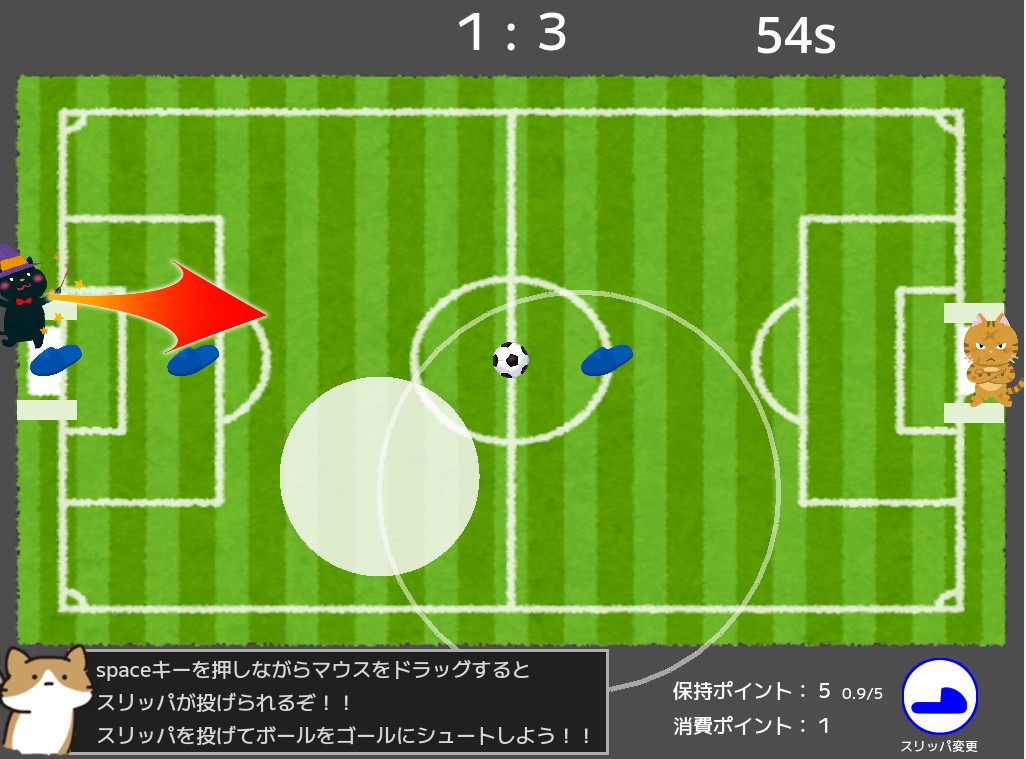 1 : 3
54s
spaceキーを押しながらマウスをドラッグすると
スリッパが投げられるぞ！！
スリッパを投げてボールをゴールにシュートしよう！！
保持ポイント： 5 0.9/5
消費ポイント： 1
スリッパ変更